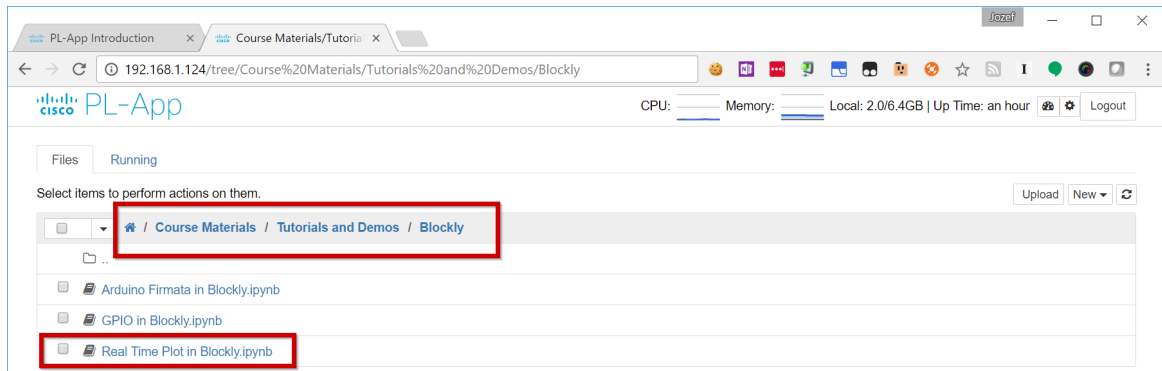 Jozef
PL-App Introduction
Course Materials/Tutoria
192.168.1.124/tree/Course%20Materials/Tutorials%20and%20Demos/Blockly
CISCO PL-App CPU: Memory: Local: 2.0/6.4GB | Up Time: an hour Logout
Files Running
Select items to perform actions on them. Upload New
/ Course Materials / Tutorials and Demos / Blockly
..
Arduino Firmata in Blockly.ipynb
GPIO in Blockly.ipynb
Real Time Plot in Blockly.ipynb